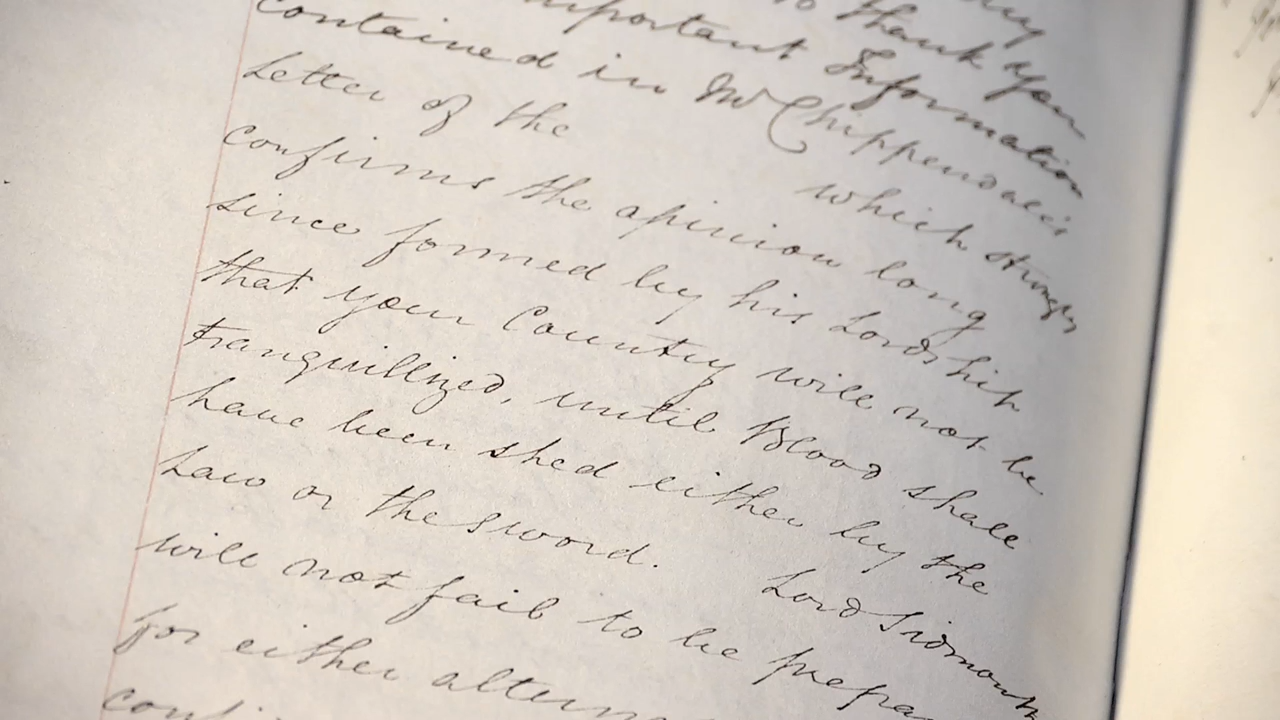 to thank you
important Information
contained in Mr Chippendale's
Letter of the which strongly
confirms the opinion long
since formed by his Lordship
that your Country will not be
tranquillized, until Blood shall
have been shed either by the
Law or the sword. Lord Sidmouth
will not fail to be prepa
for either altern